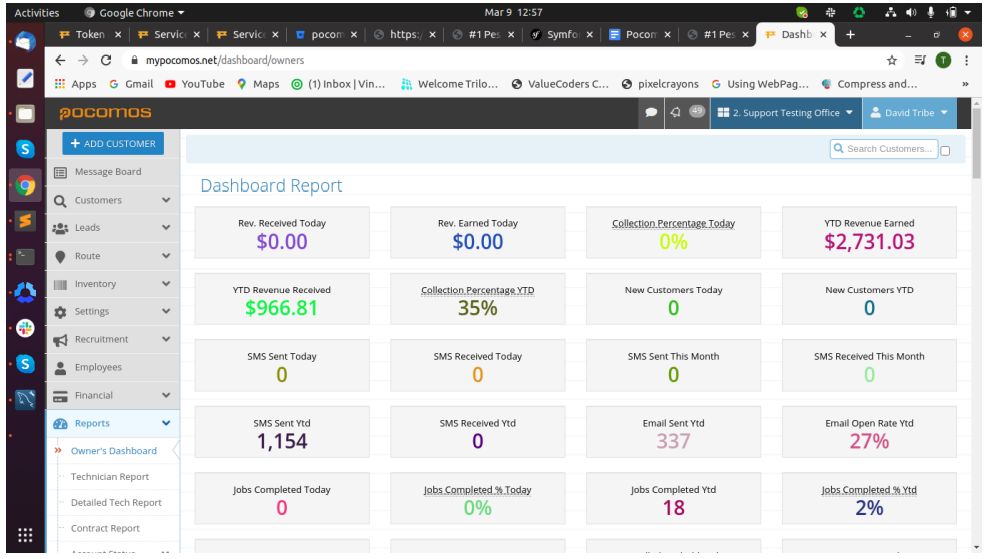 Activities Google Chrome Mar 9 12:57
Token Servic Service pocom https:/ #1 Pes Symfo Pocom #1 Pes Dashb
mypocomos.net/dashboard/owners
Apps Gmail YouTube Maps (1) Inbox | Vin... Welcome Trilo... ValueCoders C... pixelcrayons Using WebPag... Compress and... »
pocomos 49 2. Support Testing Office David Tribe
+ ADD CUSTOMER Search Customers...
Message Board
Customers
Leads
Route
Inventory
Settings
Recruitment
Employees
Financial
Reports
Owner's Dashboard
Technician Report
Detailed Tech Report
Contract Report
Dashboard Report
Rev. Received Today Rev. Earned Today Collection Percentage Today YTD Revenue Earned
$0.00 $0.00 0% $2,731.03
YTD Revenue Received Collection Percentage YTD New Customers Today New Customers YTD
$966.81 35% 0 0
SMS Sent Today SMS Received Today SMS Sent This Month SMS Received This Month
0 0 0 0
SMS Sent Ytd SMS Received Ytd Email Sent Ytd Email Open Rate Ytd
1,154 0 337 27%
Jobs Completed Today Jobs Completed % Today Jobs Completed Ytd Jobs Completed % Ytd
0 0% 18 2%